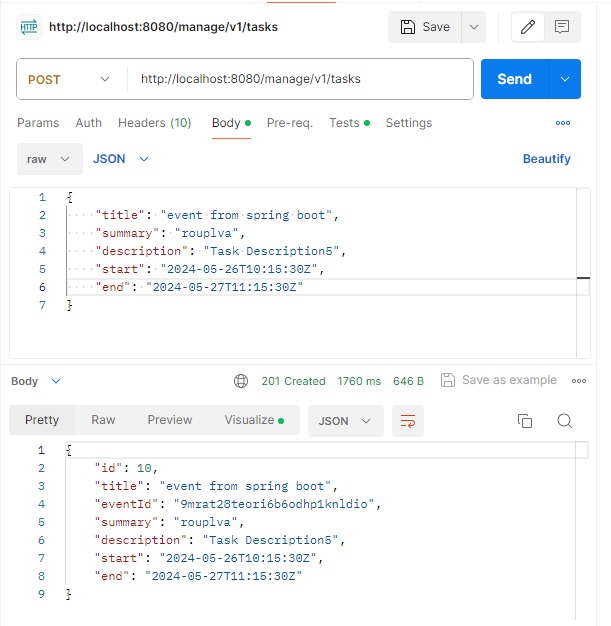 HTTP http://localhost:8080/manage/v1/tasks Save
POST http://localhost:8080/manage/v1/tasks Send
Params Auth Headers (10) Body Pre-req. Tests Settings
raw JSON Beautify
1 {
2 "title": "event from spring boot",
3 "summary": "rouplva",
4 "description": "Task Description5",
5 "start": "2024-05-26T10:15:30Z",
6 "end": "2024-05-27T11:15:30Z"
7 }
Body 201 Created 1760 ms 646 B Save as example
Pretty Raw Preview Visualize JSON
1 {
2 "id": 10,
3 "title": "event from spring boot",
4 "eventId": "9mrat28teori6b6odhp1knldio",
5 "summary": "rouplva",
6 "description": "Task Description5",
7 "start": "2024-05-26T10:15:30Z",
8 "end": "2024-05-27T11:15:30Z"
9 }